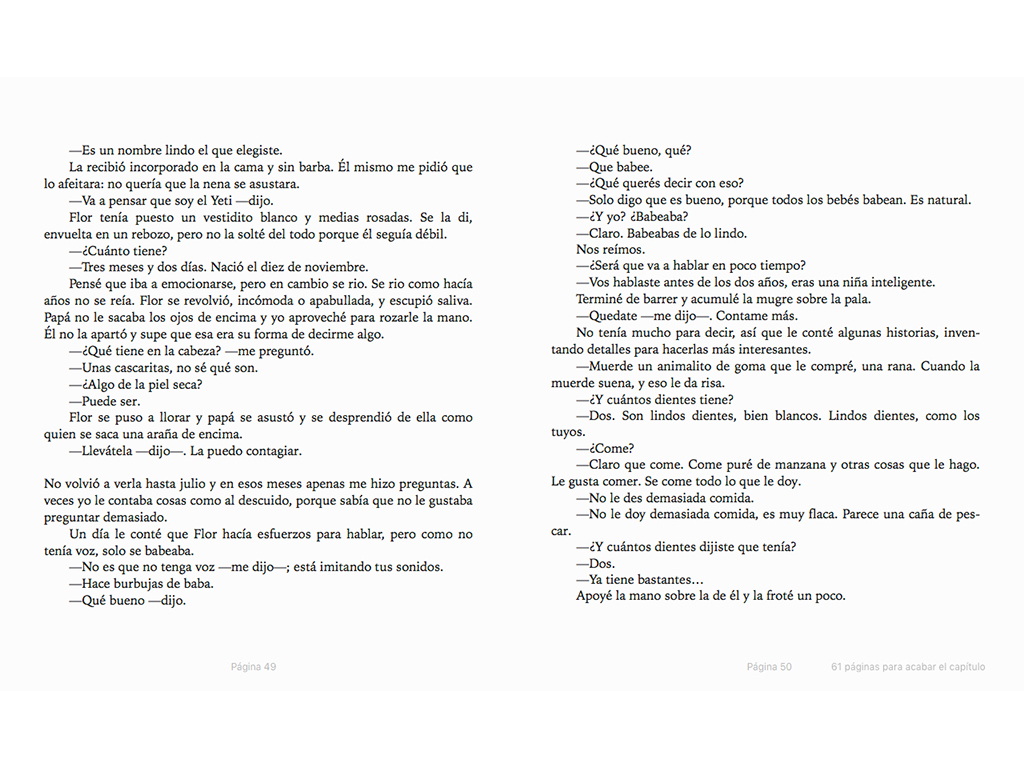 —Es un nombre lindo el que elegiste.
La recibió incorporado en la cama y sin barba. Él mismo me pidió que
lo afeitara: no quería que la nena se asustara.
—Va a pensar que soy el Yeti —dijo.
Flor tenía puesto un vestidito blanco y medias rosadas. Se la di,
envuelta en un rebozo, pero no la solté del todo porque él seguía débil.
—¿Cuánto tiene?
—Tres meses y dos días. Nació el diez de noviembre.
Pensé que iba a emocionarse, pero en cambio se rio. Se rio como hacía
años no se reía. Flor se revolvió, incómoda o apabullada, y escupió saliva.
Papá no le sacaba los ojos de encima y yo aproveché para rozarle la mano.
Él no la apartó y supe que esa era su forma de decirme algo.
—¿Qué tiene en la cabeza? —me preguntó.
—Unas cascaritas, no sé qué son.
—¿Algo de la piel seca?
—Puede ser.
Flor se puso a llorar y papá se asustó y se desprendió de ella como
quien se saca una araña de encima.
—Llevátela —dijo—. La puedo contagiar.
No volvió a verla hasta julio y en esos meses apenas me hizo preguntas. A
veces yo le contaba cosas como al descuido, porque sabía que no le gustaba
preguntar demasiado.
Un día le conté que Flor hacía esfuerzos para hablar, pero como no
tenía voz, solo se babeaba.
—No es que no tenga voz —me dijo—; está imitando tus sonidos.
—Hace burbujas de baba.
—Qué bueno —dijo.
Página 49
—¿Qué bueno, qué?
—Que babee.
—¿Qué querés decir con eso?
—Solo digo que es bueno, porque todos los bebés babean. Es natural.
—¿Y yo? ¿Babeaba?
—Claro. Babeabas de lo lindo.
Nos reímos.
—¿Será que va a hablar en poco tiempo?
—Vos hablaste antes de los dos años, eras una niña inteligente.
Terminé de barrer y acumulé la mugre sobre la pala.
—Quedate —me dijo—. Contame más.
No tenía mucho para decir, así que le conté algunas historias, inven-
tando detalles para hacerlas más interesantes.
—Muerde un animalito de goma que le compré, una rana. Cuando la
muerde suena, y eso le da risa.
—¿Y cuántos dientes tiene?
—Dos. Son lindos dientes, bien blancos. Lindos dientes, como los
tuyos.
—¿Come?
—Claro que come. Come puré de manzana y otras cosas que le hago.
Le gusta comer. Se come todo lo que le doy.
—No le des demasiada comida.
—No le doy demasiada comida, es muy flaca. Parece una caña de pes-
car.
—¿Y cuántos dientes dijiste que tenía?
—Dos.
—Ya tiene bastantes…
Apoyé la mano sobre la de él y la froté un poco.
Página 50
61 páginas para acabar el capítulo